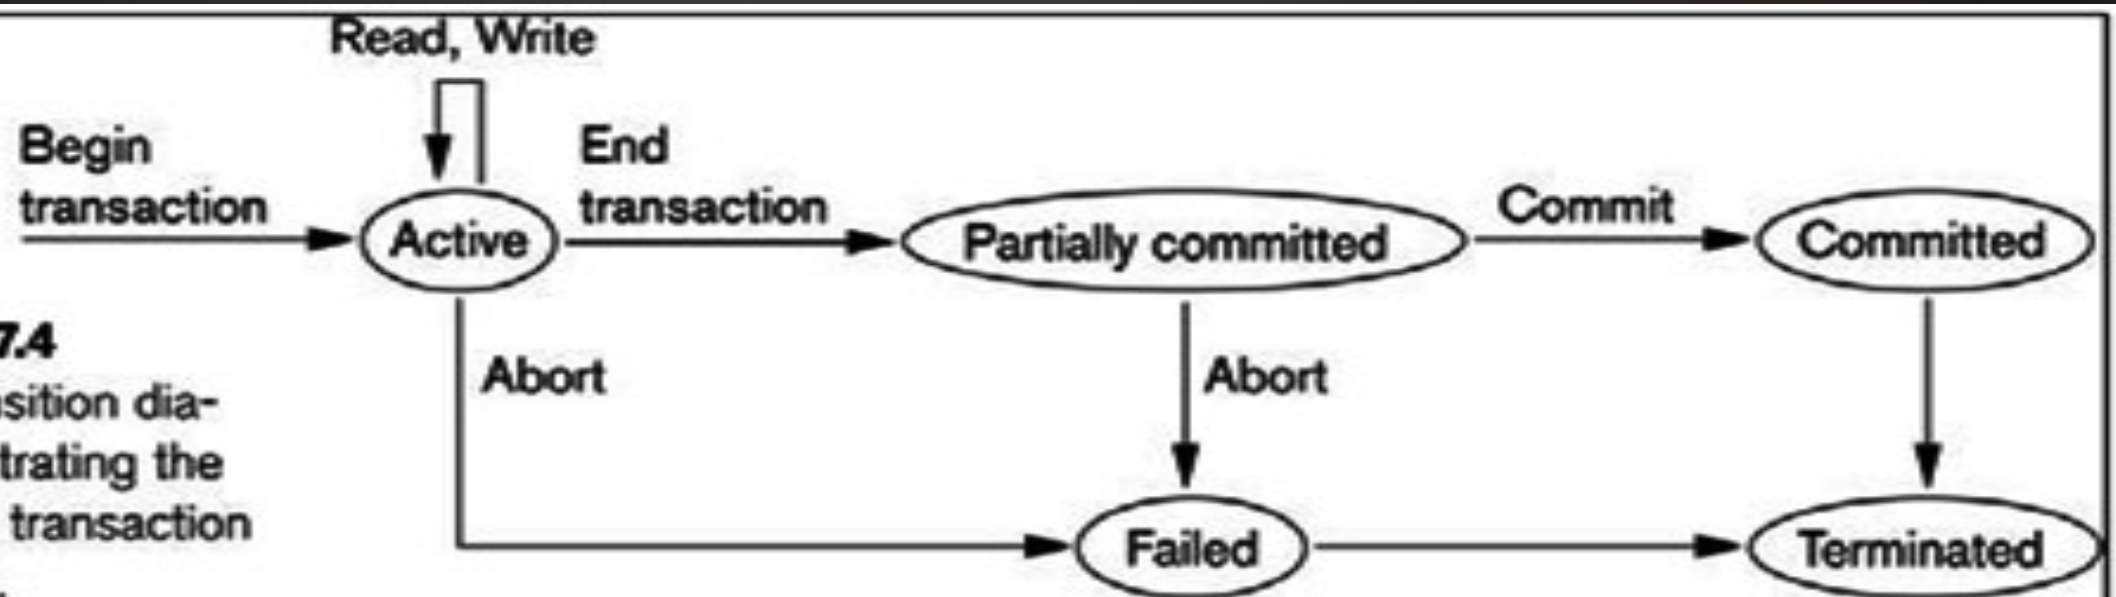 Read, Write
Begin
transaction
End
transaction
Commit
Active
Partially committed
Committed
7.4
Abort
Abort
sition dia-
trating the
transaction
Failed
Terminated